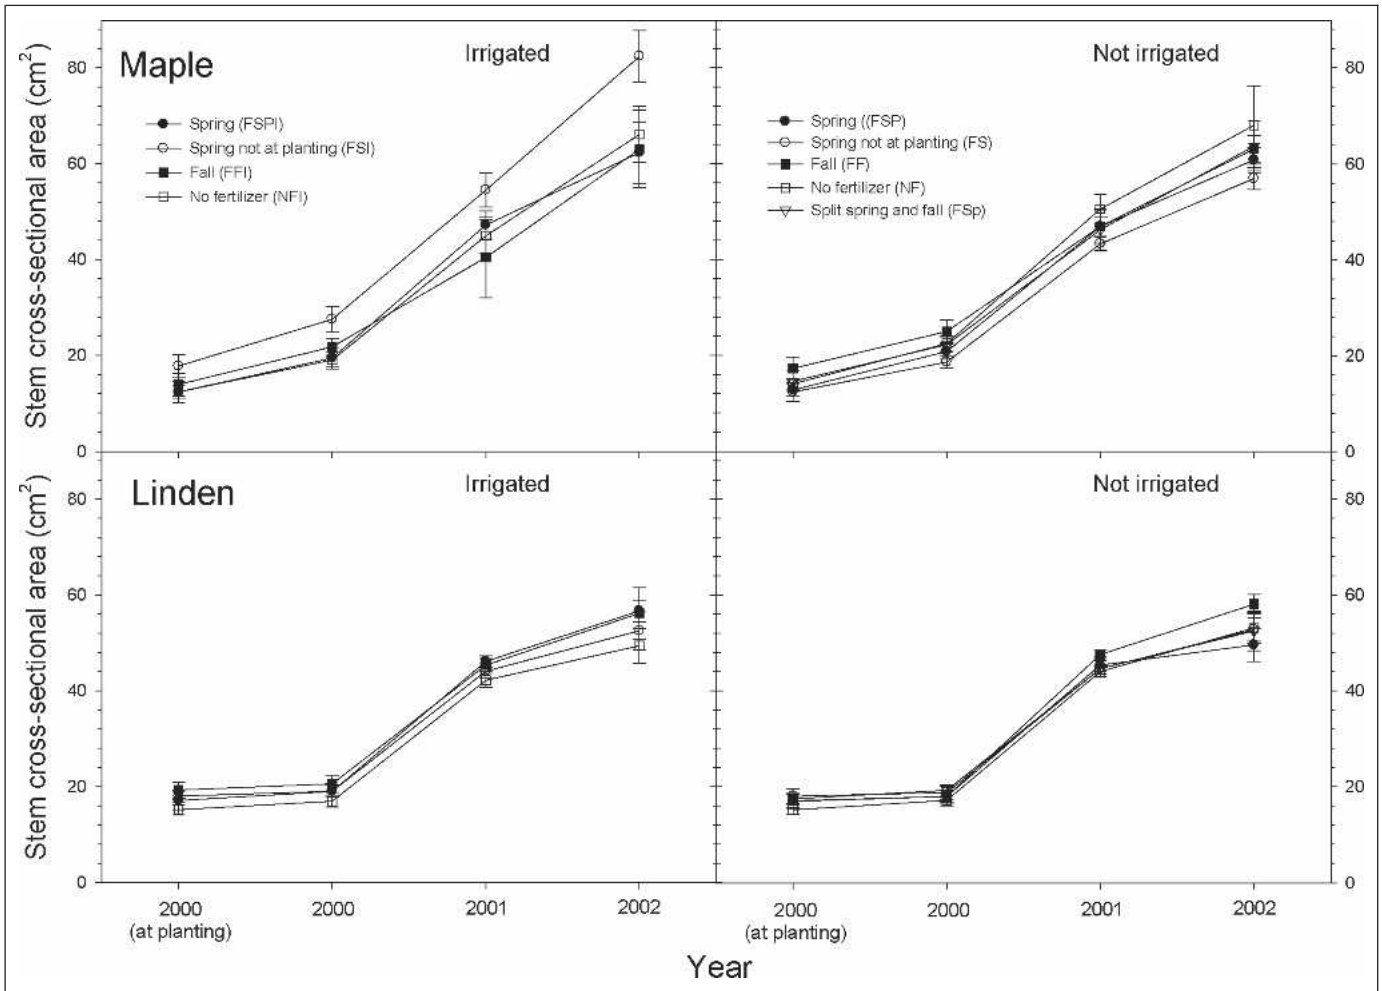 Maple
Irrigated
Spring (FSPI)
Spring not at planting (FSI)
Fall (FFI)
No fertilizer (NFI)
Stem cross-sectional area (cm²)
80
60
40
20
0
Not irrigated
Spring ((FSP)
Spring not at planting (FS)
Fall (FF)
No fertilizer (NF)
Split spring and fall (FSp)
80
60
40
20
0
Linden
Irrigated
Stem cross-sectional area (cm²)
80
60
40
20
0
Not irrigated
80
60
40
20
0
2000 2000 2001 2002
(at planting)
2000 2000 2001 2002
(at planting)
Year